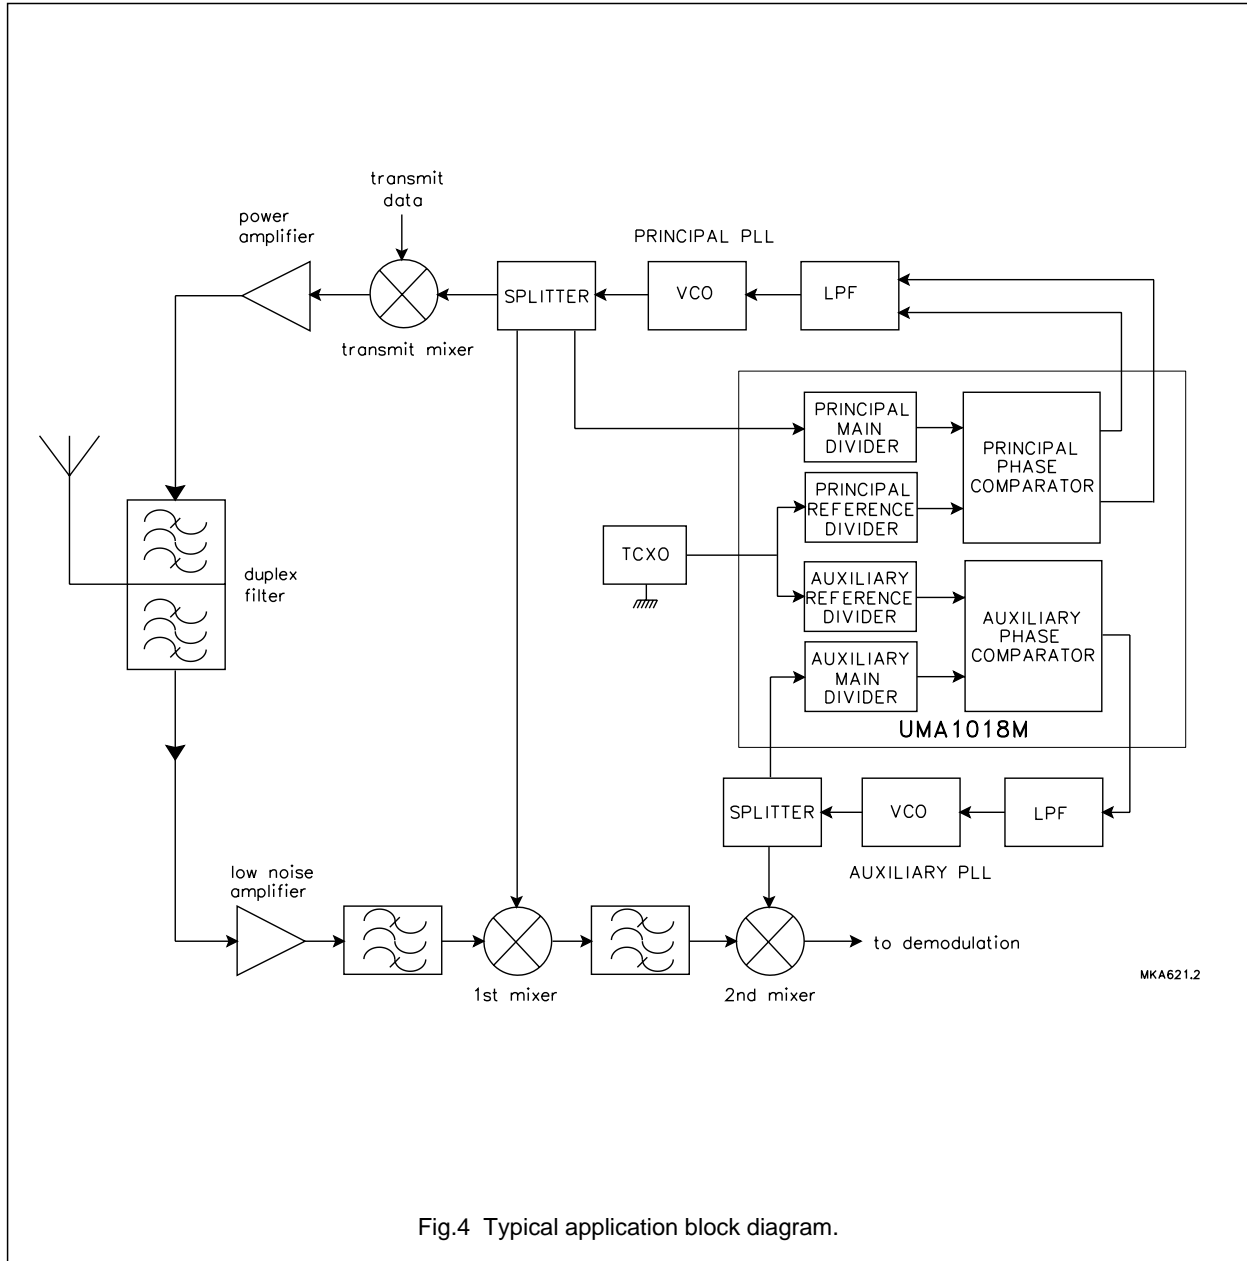 transmit
data
power
amplifier
PRINCIPAL PLL
SPLITTER
VCO
LPF
transmit mixer
PRINCIPAL
MAIN
DIVIDER
PRINCIPAL
PHASE
COMPARATOR
PRINCIPAL
REFERENCE
DIVIDER
TCXO
duplex
filter
AUXILIARY
REFERENCE
DIVIDER
AUXILIARY
PHASE
COMPARATOR
AUXILIARY
MAIN
DIVIDER
UMA1018M
SPLITTER
VCO
LPF
AUXILIARY PLL
low noise
amplifier
to demodulation
1st mixer
2nd mixer
MKA621.2
Fig.4 Typical application block diagram.